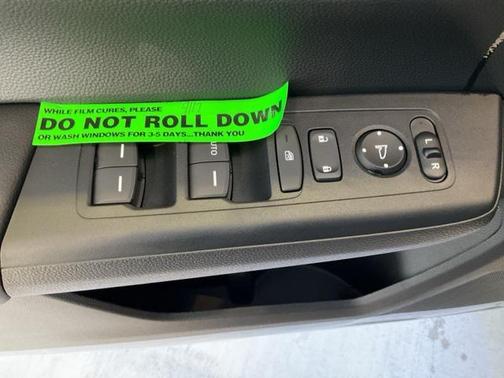 WHILE FILM CURES, PLEASE
DO NOT ROLL DOWN
OR WASH WINDOWS FOR 3-5 DAYS...THANK YOU
AUTO
L
R